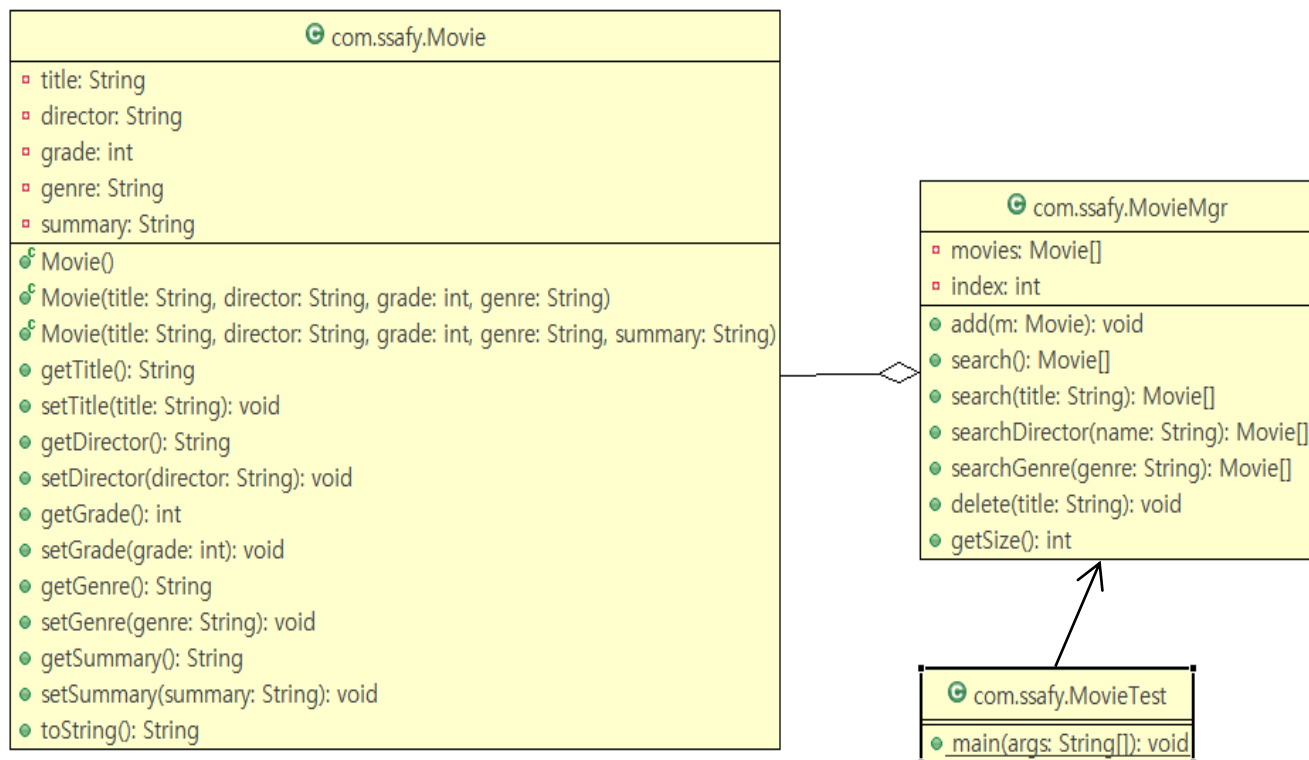 com.ssafy.Movie
title: String
director: String
grade: int
genre: String
summary: String
Movie()
Movie(title: String, director: String, grade: int, genre: String)
Movie(title: String, director: String, grade: int, genre: String, summary: String)
getTitle(): String
setTitle(title: String): void
getDirector(): String
setDirector(director: String): void
getGrade(): int
setGrade(grade: int): void
getGenre(): String
setGenre(genre: String): void
getSummary(): String
setSummary(summary: String): void
toString(): String
com.ssafy.MovieMgr
movies: Movie[]
index: int
add(m: Movie): void
search(): Movie[]
search(title: String): Movie[]
searchDirector(name: String): Movie[]
searchGenre(genre: String): Movie[]
delete(title: String): void
getSize(): int
com.ssafy.MovieTest
main(args: String[]): void